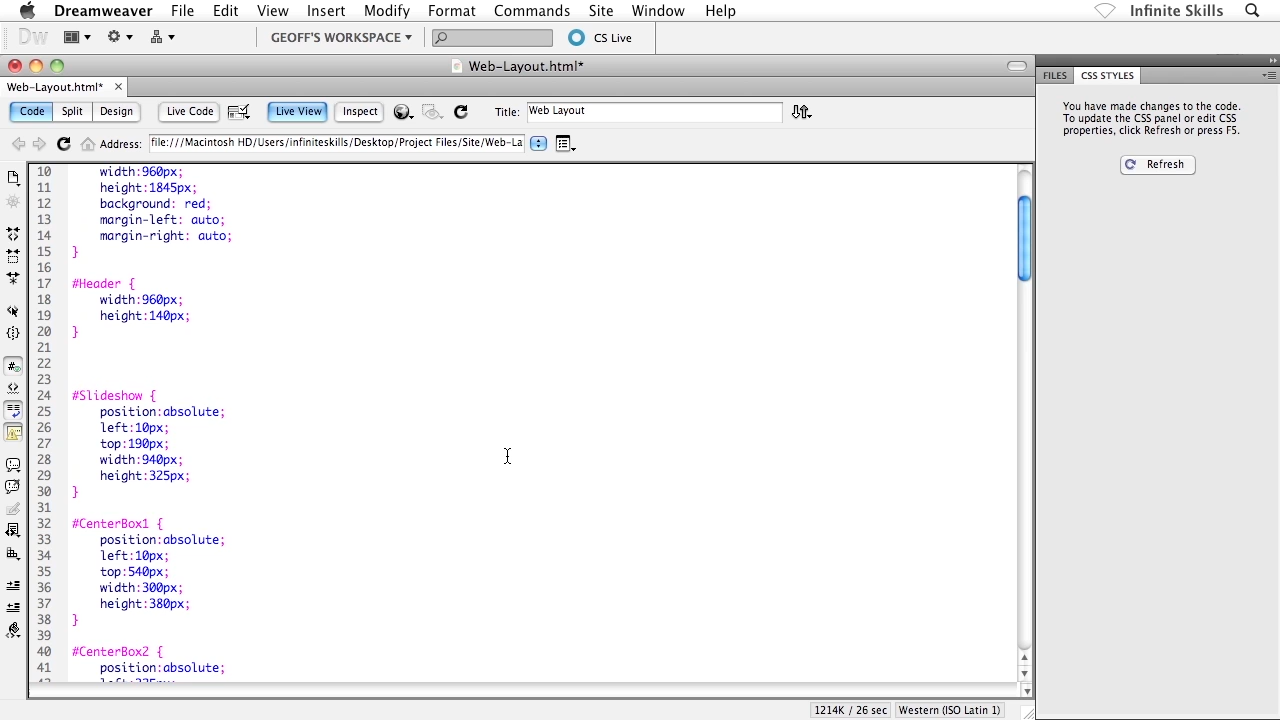 Dreamweaver File Edit View Insert Modify Format Commands Site Window Help Infinite Skills
Dw GEOFF'S WORKSPACE CS Live
Web-Layout.html*
Web-Layout.html*
Code Split Design Live Code Live View Inspect Title: Web Layout
Address: file:///Macintosh HD/Users/infiniteskills/Desktop/Project Files/Site/Web-La
10 width:960px;
11 height:1845px;
12 background: red;
13 margin-left: auto;
14 margin-right: auto;
15 }
16
17 #Header {
18 width:960px;
19 height:140px;
20 }
21
22
23
24 #Slideshow {
25 position:absolute;
26 left:10px;
27 top:190px;
28 width:940px;
29 height:325px;
30 }
31
32 #CenterBox1 {
33 position:absolute;
34 left:10px;
35 top:540px;
36 width:300px;
37 height:380px;
38 }
39
40 #CenterBox2 {
41 position:absolute;
1214K / 26 sec Western (ISO Latin 1)
FILES CSS STYLES
You have made changes to the code.
To update the CSS panel or edit CSS
properties, click Refresh or press F5.
Refresh